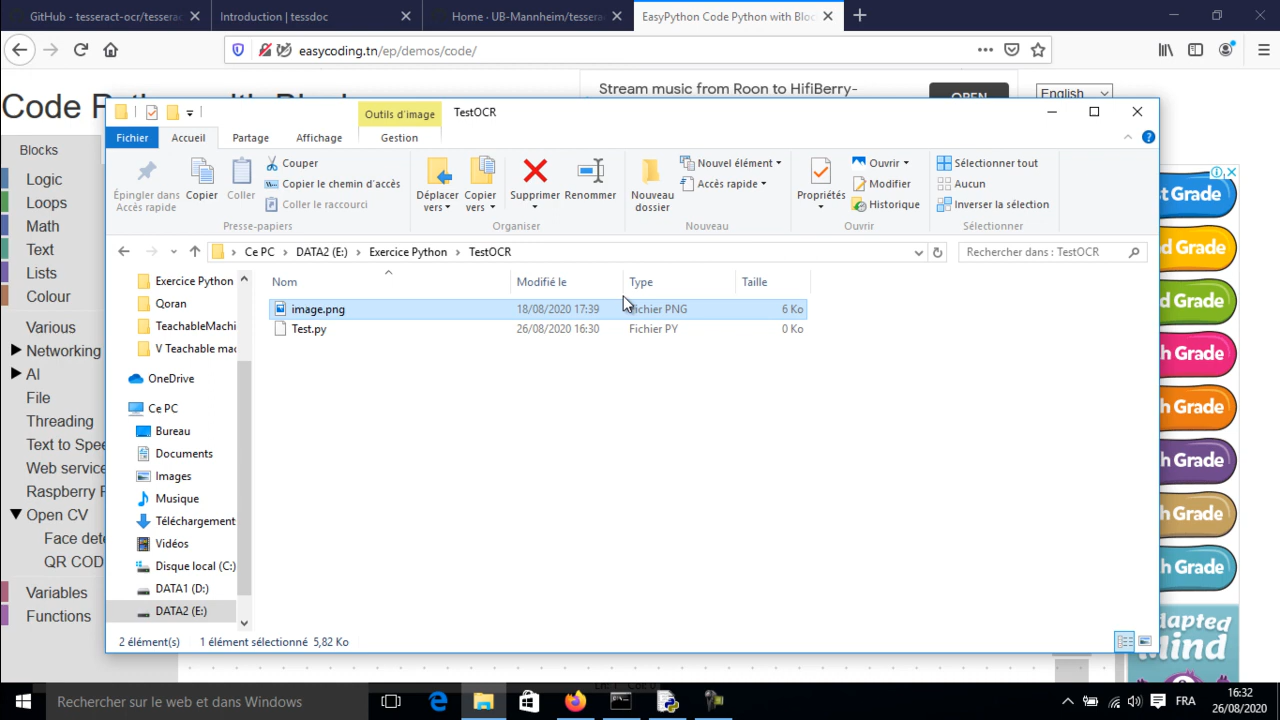 GitHub - tesseract-ocr/tesserac
Introduction | tessdoc
Home · UB-Mannheim/tessera
EasyPython Code Python with Bloc
easycoding.tn/ep/demos/code/
Stream music from Roon to HifiBerry-
OPEN
English
Code P
Outils d'image
TestOCR
Fichier
Accueil
Partage
Affichage
Gestion
Épingler dans
Accès rapide
Copier
Coller
Couper
Copier le chemin d'accès
Coller le raccourci
Presse-papiers
Déplacer
vers
Copier
vers
Supprimer
Renommer
Organiser
Nouveau
dossier
Nouvel élément
Accès rapide
Nouveau
Propriétés
Ouvrir
Modifier
Historique
Ouvrir
Sélectionner tout
Aucun
Inverser la sélection
Sélectionner
Ce PC
DATA2 (E:)
Exercice Python
TestOCR
Rechercher dans : TestOCR
Nom
Modifié le
Type
Taille
image.png
18/08/2020 17:39
Fichier PNG
6 Ko
Test.py
26/08/2020 16:30
Fichier PY
0 Ko
Exercice Python
Qoran
TeachableMachi
V Teachable mac
OneDrive
Ce PC
Bureau
Documents
Images
Musique
Téléchargement
Vidéos
Disque local (C:)
DATA1 (D:)
DATA2 (E:)
2 élément(s)
1 élément sélectionné 5,82 Ko
Blocks
Logic
Loops
Math
Text
Lists
Colour
Various
Networking
AI
File
Threading
Text to Spee
Web service
Raspberry P
Open CV
Face dete
QR COD
Variables
Functions
st Grade
d Grade
d Grade
h Grade
h Grade
h Grade
h Grade
h Grade
dapted
Mind
Rechercher sur le web et dans Windows
FRA
16:32
26/08/2020